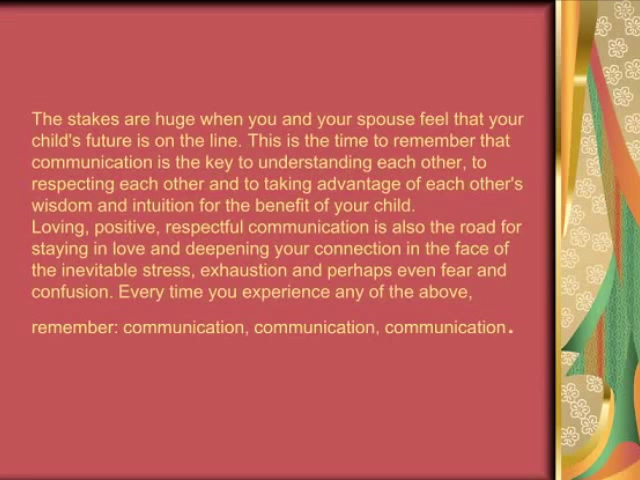 The stakes are huge when you and your spouse feel that your
child's future is on the line. This is the time to remember that
communication is the key to understanding each other, to
respecting each other and to taking advantage of each other's
wisdom and intuition for the benefit of your child.
Loving, positive, respectful communication is also the road for
staying in love and deepening your connection in the face of
the inevitable stress, exhaustion and perhaps even fear and
confusion. Every time you experience any of the above,
remember: communication, communication, communication.